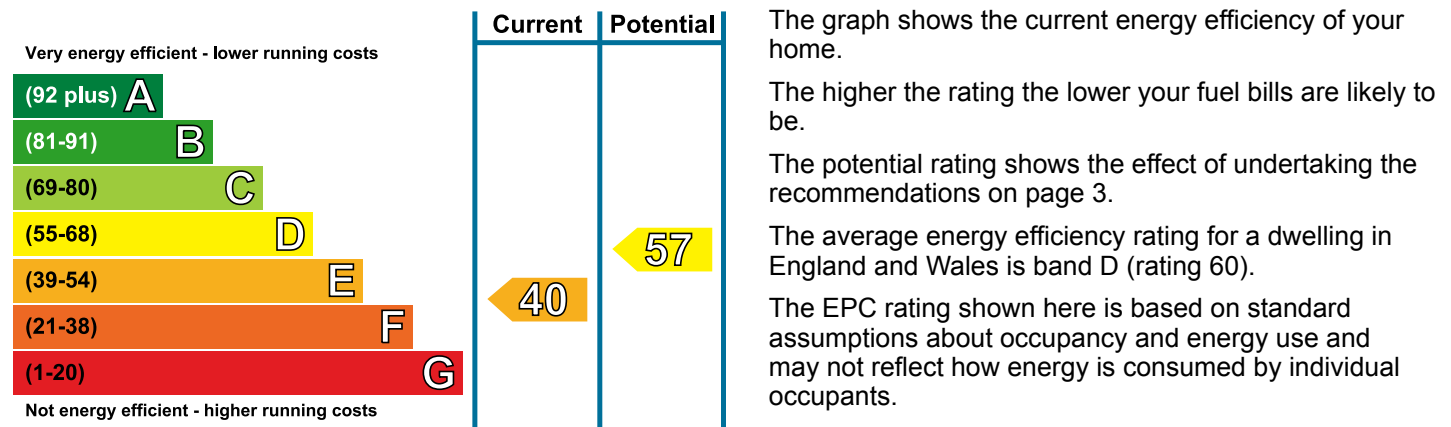 Current Potential
Very energy efficient - lower running costs
(92 plus) A
(81-91) B
(69-80) C
(55-68) D
(39-54) E
(21-38) F
(1-20) G
Not energy efficient - higher running costs
40
57
The graph shows the current energy efficiency of your
home.
The higher the rating the lower your fuel bills are likely to
be.
The potential rating shows the effect of undertaking the
recommendations on page 3.
The average energy efficiency rating for a dwelling in
England and Wales is band D (rating 60).
The EPC rating shown here is based on standard
assumptions about occupancy and energy use and
may not reflect how energy is consumed by individual
occupants.